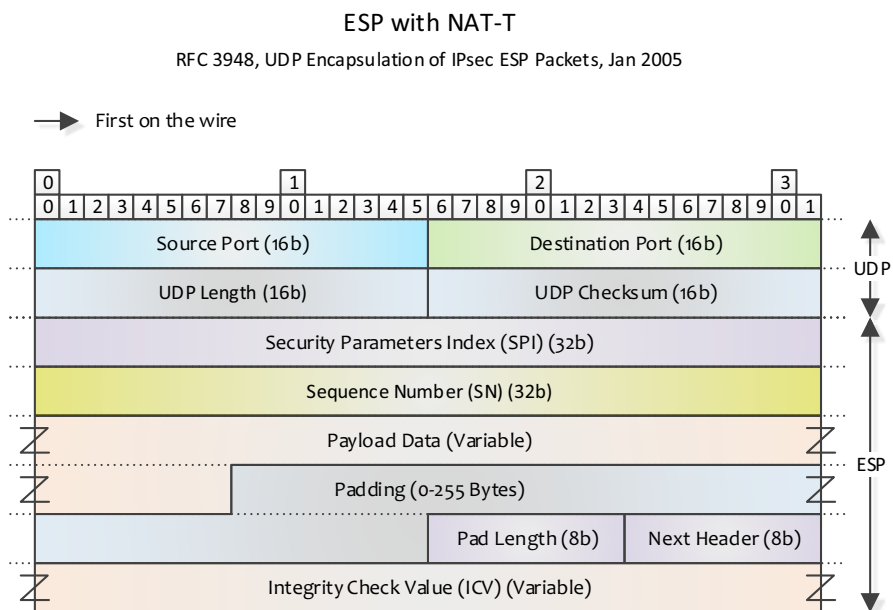 ESP with NAT-T
RFC 3948, UDP Encapsulation of IPsec ESP Packets, Jan 2005
First on the wire
0 1 2 3
0 1 2 3 4 5 6 7 8 9 0 1 2 3 4 5 6 7 8 9 0 1 2 3 4 5 6 7 8 9 0 1
Source Port (16b) Destination Port (16b)
UDP
UDP Length (16b) UDP Checksum (16b)
Security Parameters Index (SPI) (32b)
Sequence Number (SN) (32b)
Payload Data (Variable)
ESP
Padding (0-255 Bytes)
Pad Length (8b) Next Header (8b)
Integrity Check Value (ICV) (Variable)